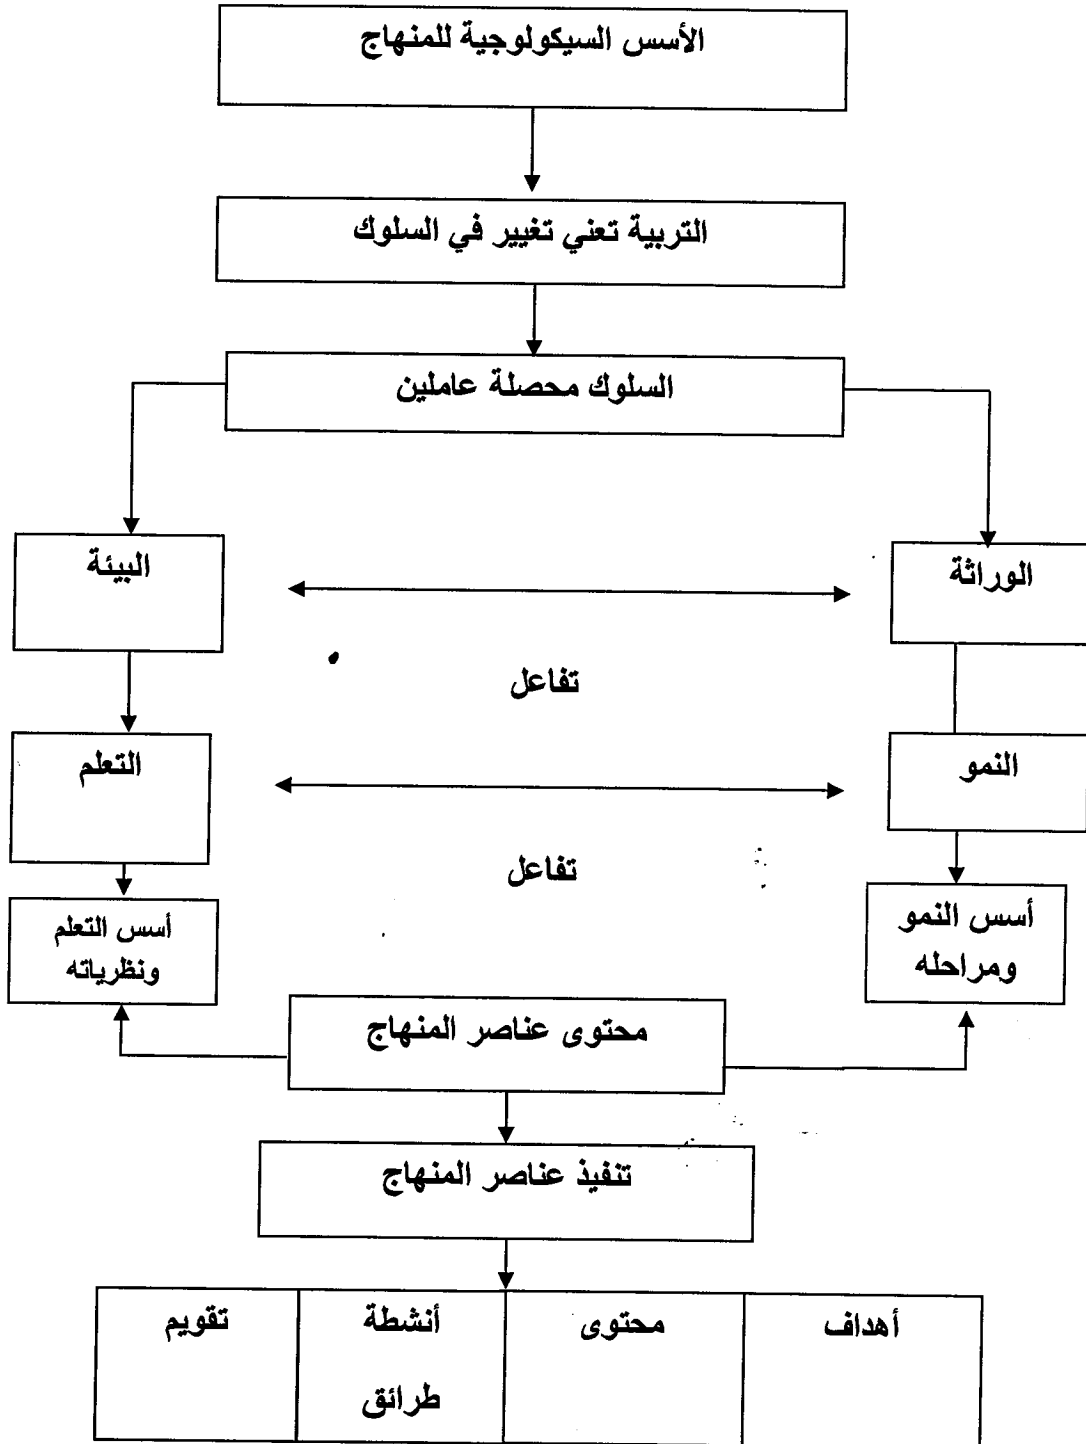 الأسس السيكولوجية للمنهاج
التربية تعني تغيير في السلوك
السلوك محصلة عاملين
الوراثة
البيئة
تفاعل
النمو
التعلم
تفاعل
أسس النمو
ومراحله
أسس التعلم
ونظرياته
محتوى عناصر المنهاج
تنفيذ عناصر المنهاج
أهداف
محتوى
أنشطة
طرائق
تقويم